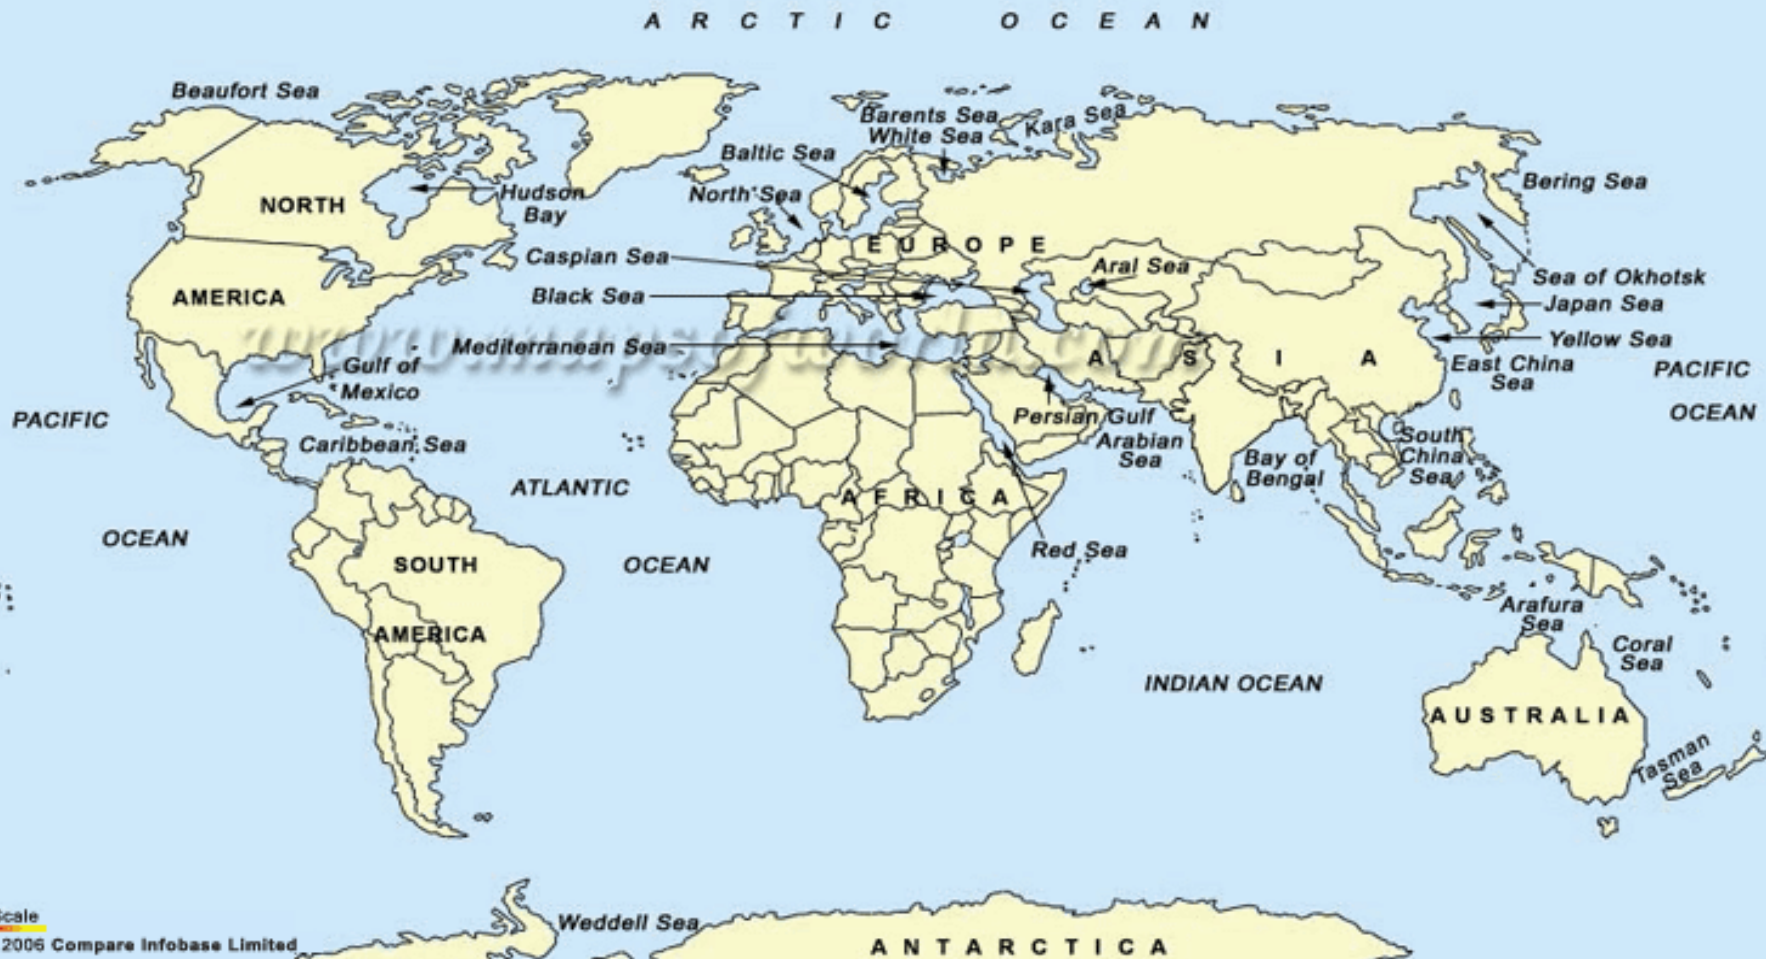 ARCTIC OCEAN
Beaufort Sea
Barents Sea
White Sea
Kara Sea
Baltic Sea
North Sea
Bering Sea
NORTH
Hudson
Bay
EUROPE
Caspian Sea
Aral Sea
Sea of Okhotsk
AMERICA
Black Sea
Japan Sea
www.mapsofworld.com
Mediterranean Sea
Yellow Sea
ASIA
East China
Sea
PACIFIC
OCEAN
Gulf of
Mexico
PACIFIC
OCEAN
Persian Gulf
Arabian
Sea
Caribbean Sea
South
China
Sea
Bay of
Bengal
ATLANTIC
OCEAN
AFRICA
Red Sea
SOUTH
AMERICA
Arafura
Sea
Coral
Sea
INDIAN OCEAN
AUSTRALIA
Tasman
Sea
Weddell Sea
ANTARCTICA
Scale
2006 Compare Infobase Limited